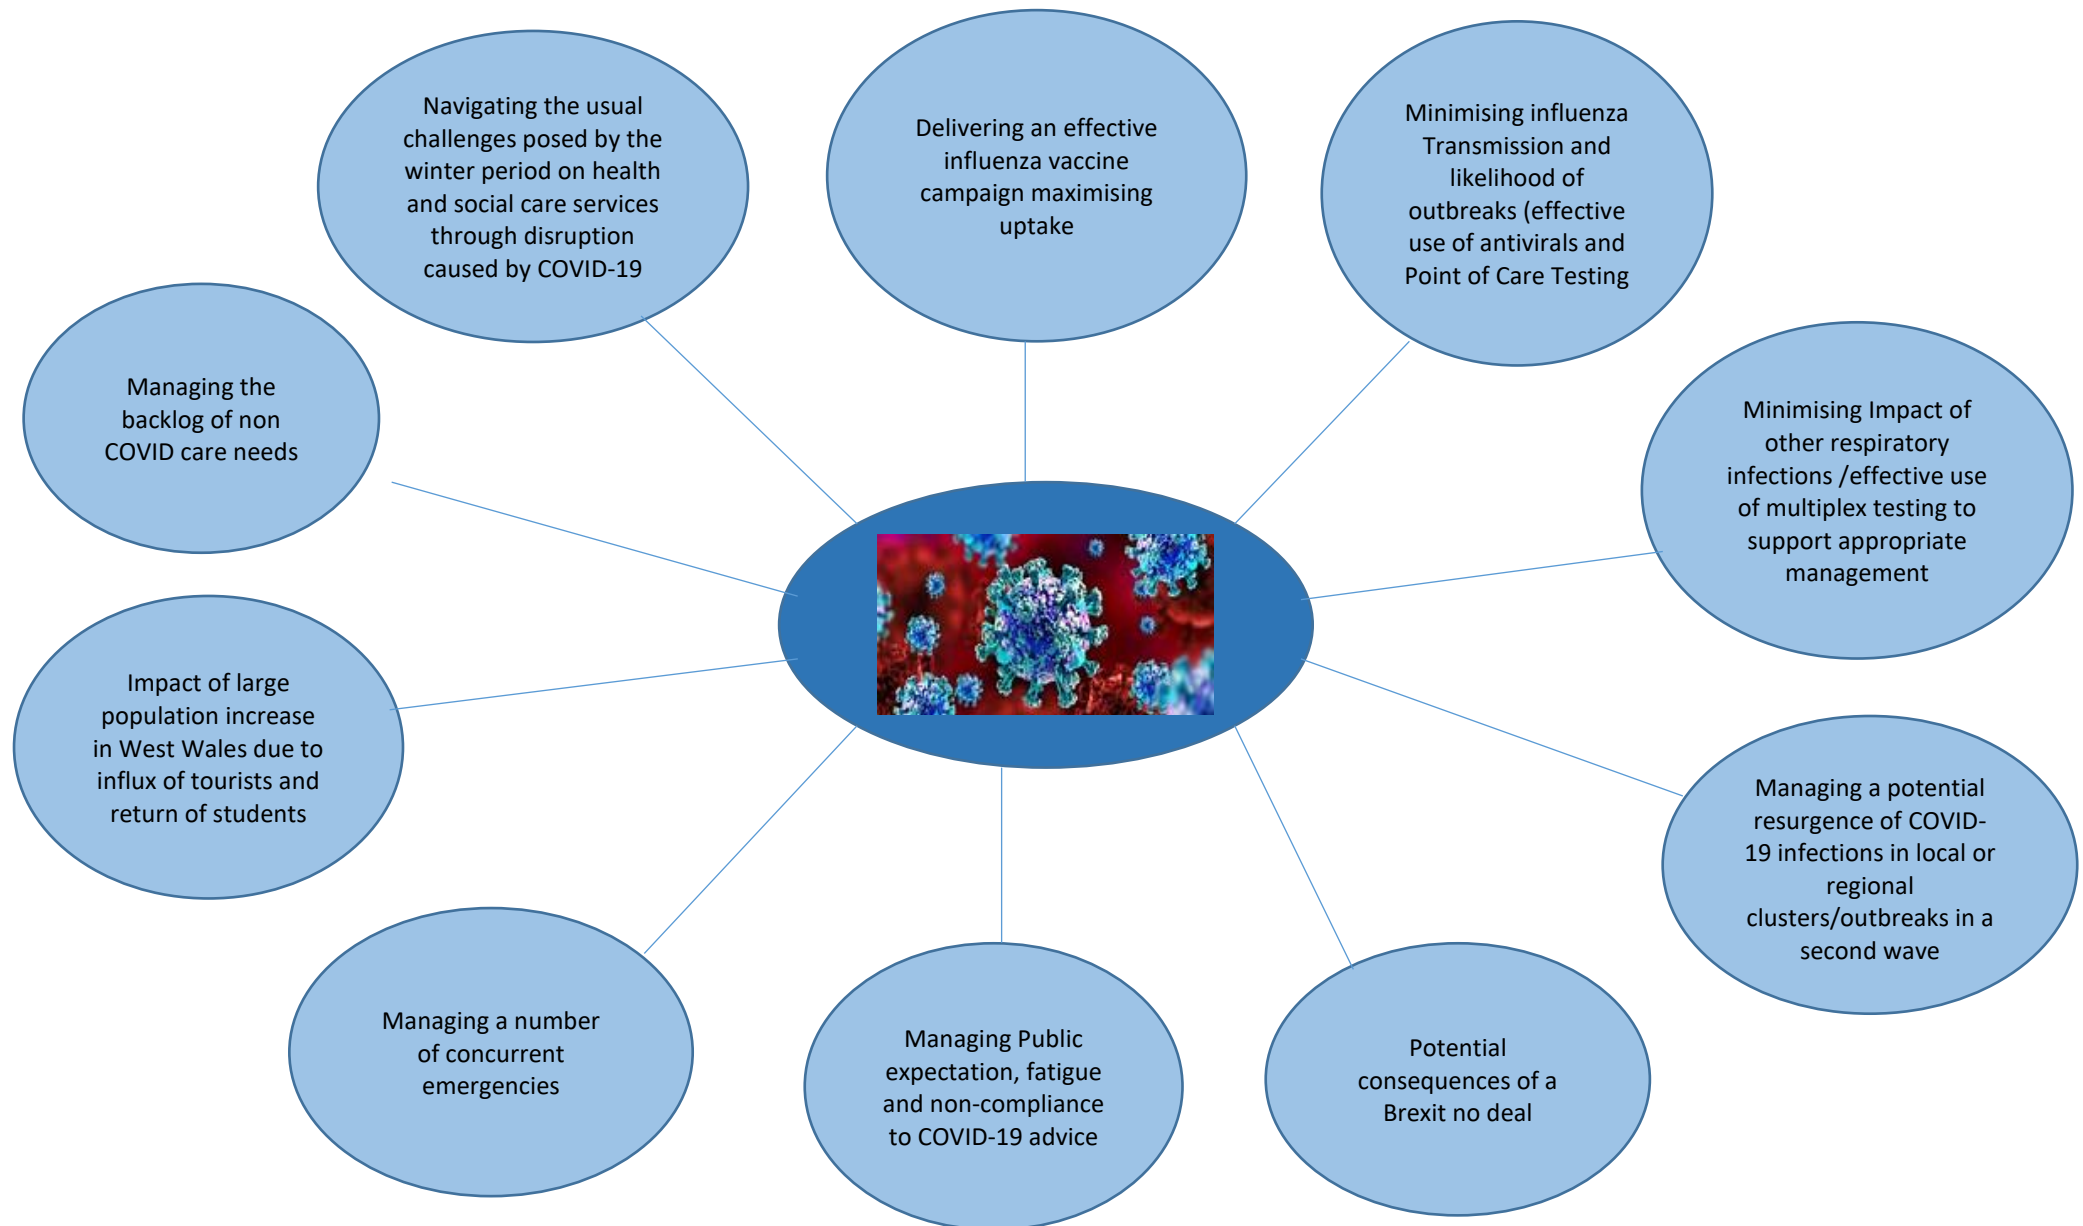 Navigating the usual
challenges posed by the
winter period on health
and social care services
through disruption
caused by COVID-19
Delivering an effective
influenza vaccine
campaign maximising
uptake
Minimising influenza
Transmission and
likelihood of
outbreaks (effective
use of antivirals and
Point of Care Testing
Managing the
backlog of non
COVID care needs
Minimising Impact of
other respiratory
infections /effective use
of multiplex testing to
support appropriate
management
Impact of large
population increase
in West Wales due to
influx of tourists and
return of students
Managing a potential
resurgence of COVID-
19 infections in local or
regional
clusters/outbreaks in a
second wave
Managing a number
of concurrent
emergencies
Managing Public
expectation, fatigue
and non-compliance
to COVID-19 advice
Potential
consequences of a
Brexit no deal